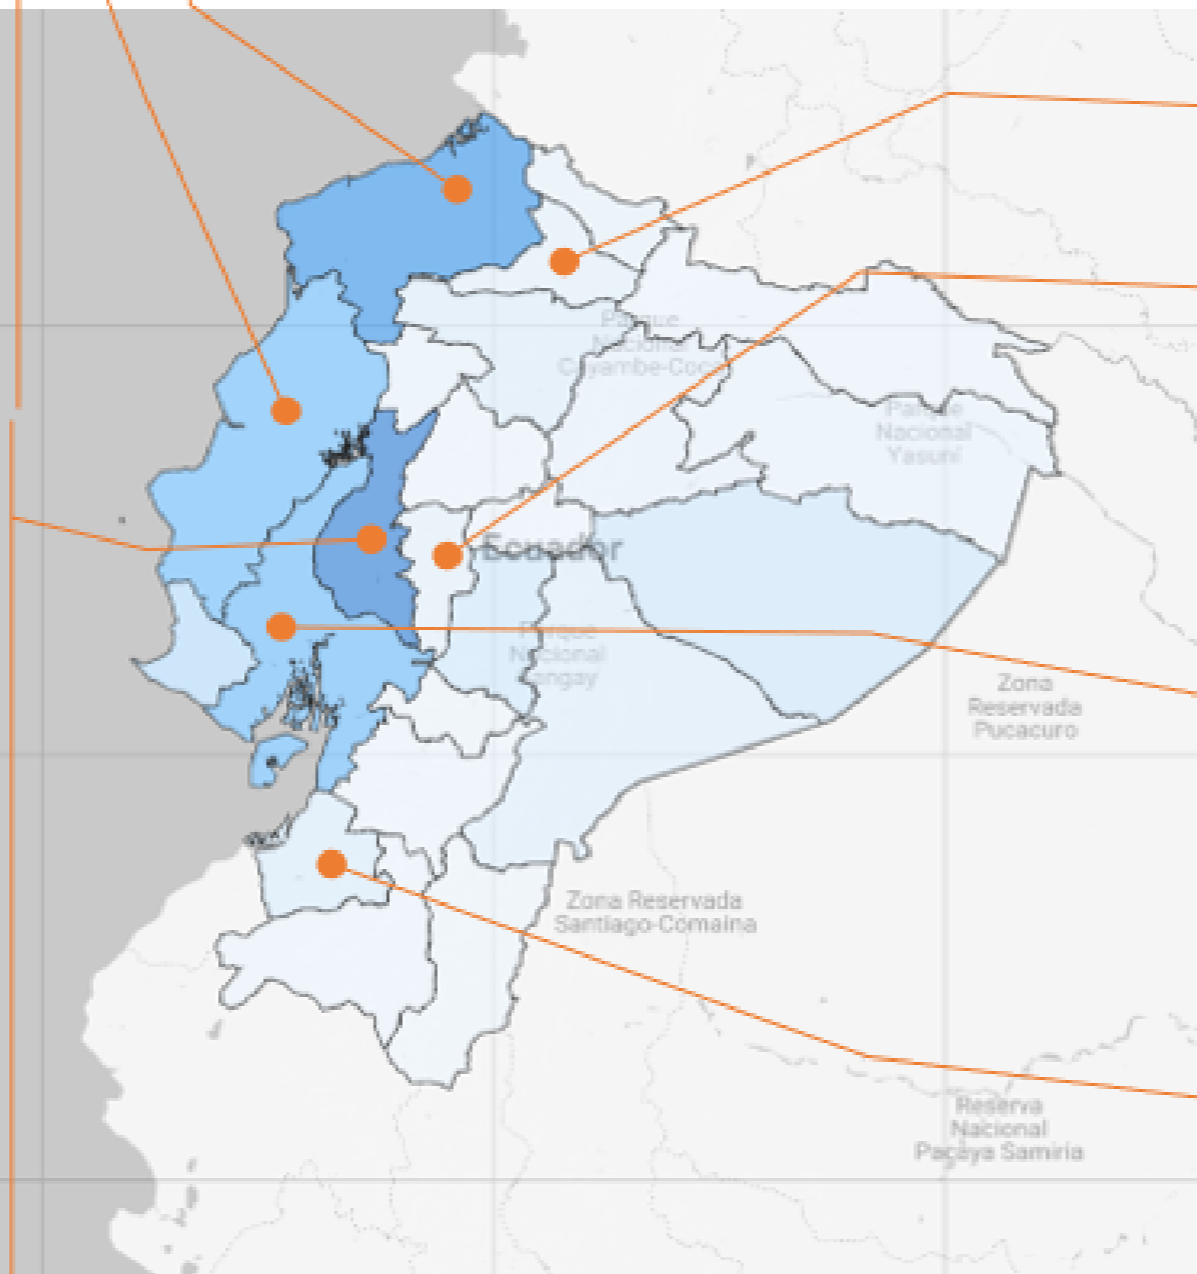 Parque
Nacional
Cayambe-Coca
Parque
Nacional
Yasuní
Ecuador
Parque
Nacional
Sangay
Zona
Reservada
Pucacuro
Zona Reservada
Santiago-Comaina
Reserva
Nacional
Pacaya Samiria